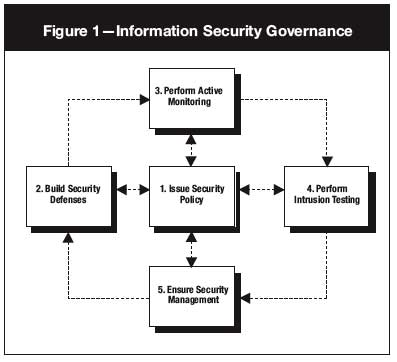 Figure 1—Information Security Governance
3. Perform Active
Monitoring
2. Build Security
Defenses
1. Issue Security
Policy
4. Perform
Intrusion Testing
5. Ensure Security
Management